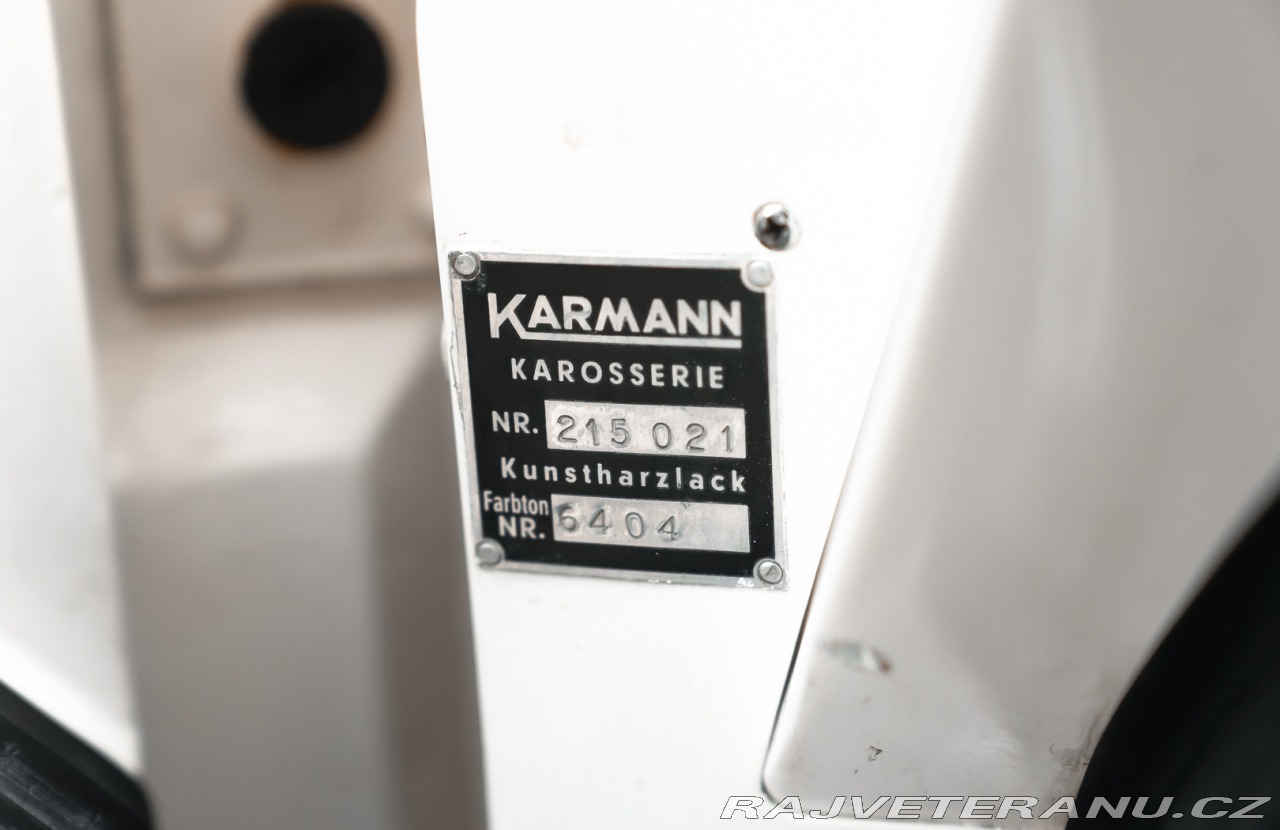 KARMANN
KAROSSERIE
NR. 215 021
Kunstharzlack
Farbton
NR. 6404
RAJVETERANU.CZ